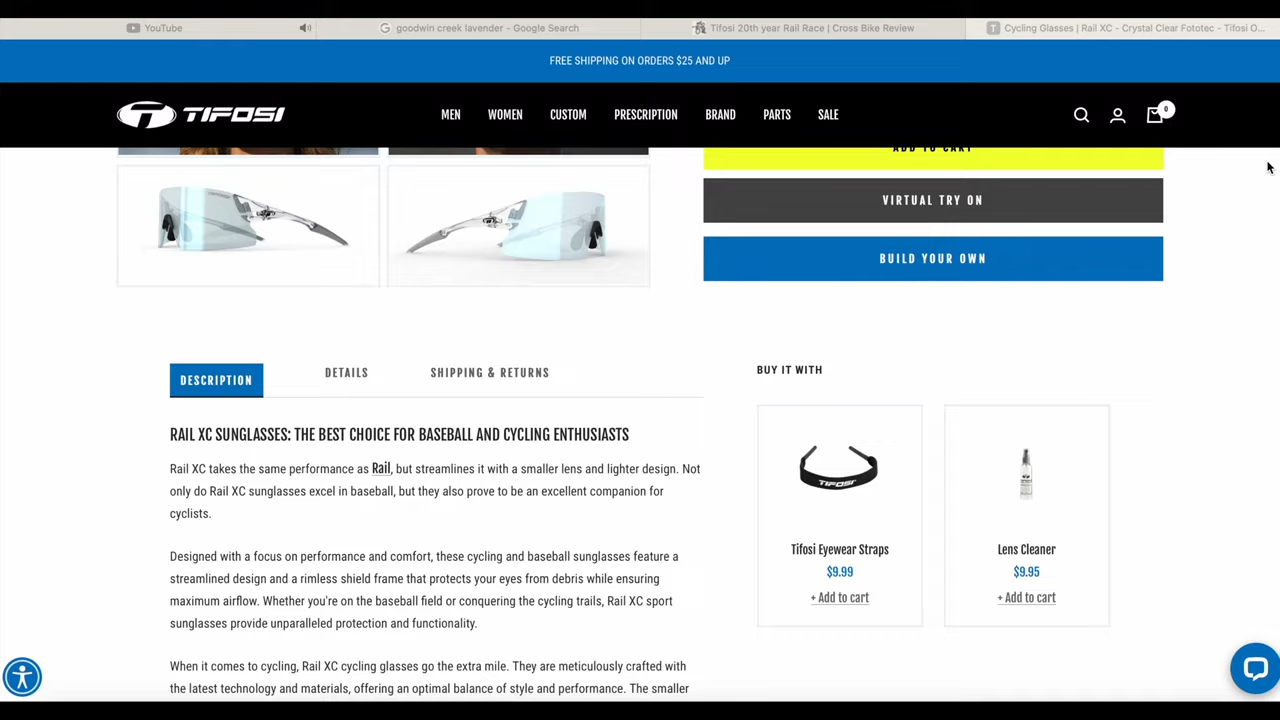 YouTube
goodwin creek lavender - Google Search
Tifosi 20th year Rail Race | Cross Bike Review
Cycling Glasses | Rail XC - Crystal Clear Fototec - Tifosi O...
FREE SHIPPING ON ORDERS $25 AND UP
TIFOSI
MEN WOMEN CUSTOM PRESCRIPTION BRAND PARTS SALE
0
ADD TO CART
VIRTUAL TRY ON
BUILD YOUR OWN
DESCRIPTION
DETAILS
SHIPPING & RETURNS
RAIL XC SUNGLASSES: THE BEST CHOICE FOR BASEBALL AND CYCLING ENTHUSIASTS
Rail XC takes the same performance as Rail, but streamlines it with a smaller lens and lighter design. Not
only do Rail XC sunglasses excel in baseball, but they also prove to be an excellent companion for
cyclists.
Designed with a focus on performance and comfort, these cycling and baseball sunglasses feature a
streamlined design and a rimless shield frame that protects your eyes from debris while ensuring
maximum airflow. Whether you're on the baseball field or conquering the cycling trails, Rail XC sport
sunglasses provide unparalleled protection and functionality.
When it comes to cycling, Rail XC cycling glasses go the extra mile. They are meticulously crafted with
the latest technology and materials, offering an optimal balance of style and performance. The smaller
BUY IT WITH
TIFOSI
Tifosi Eyewear Straps
$9.99
+ Add to cart
Lens Cleaner
$9.95
+ Add to cart